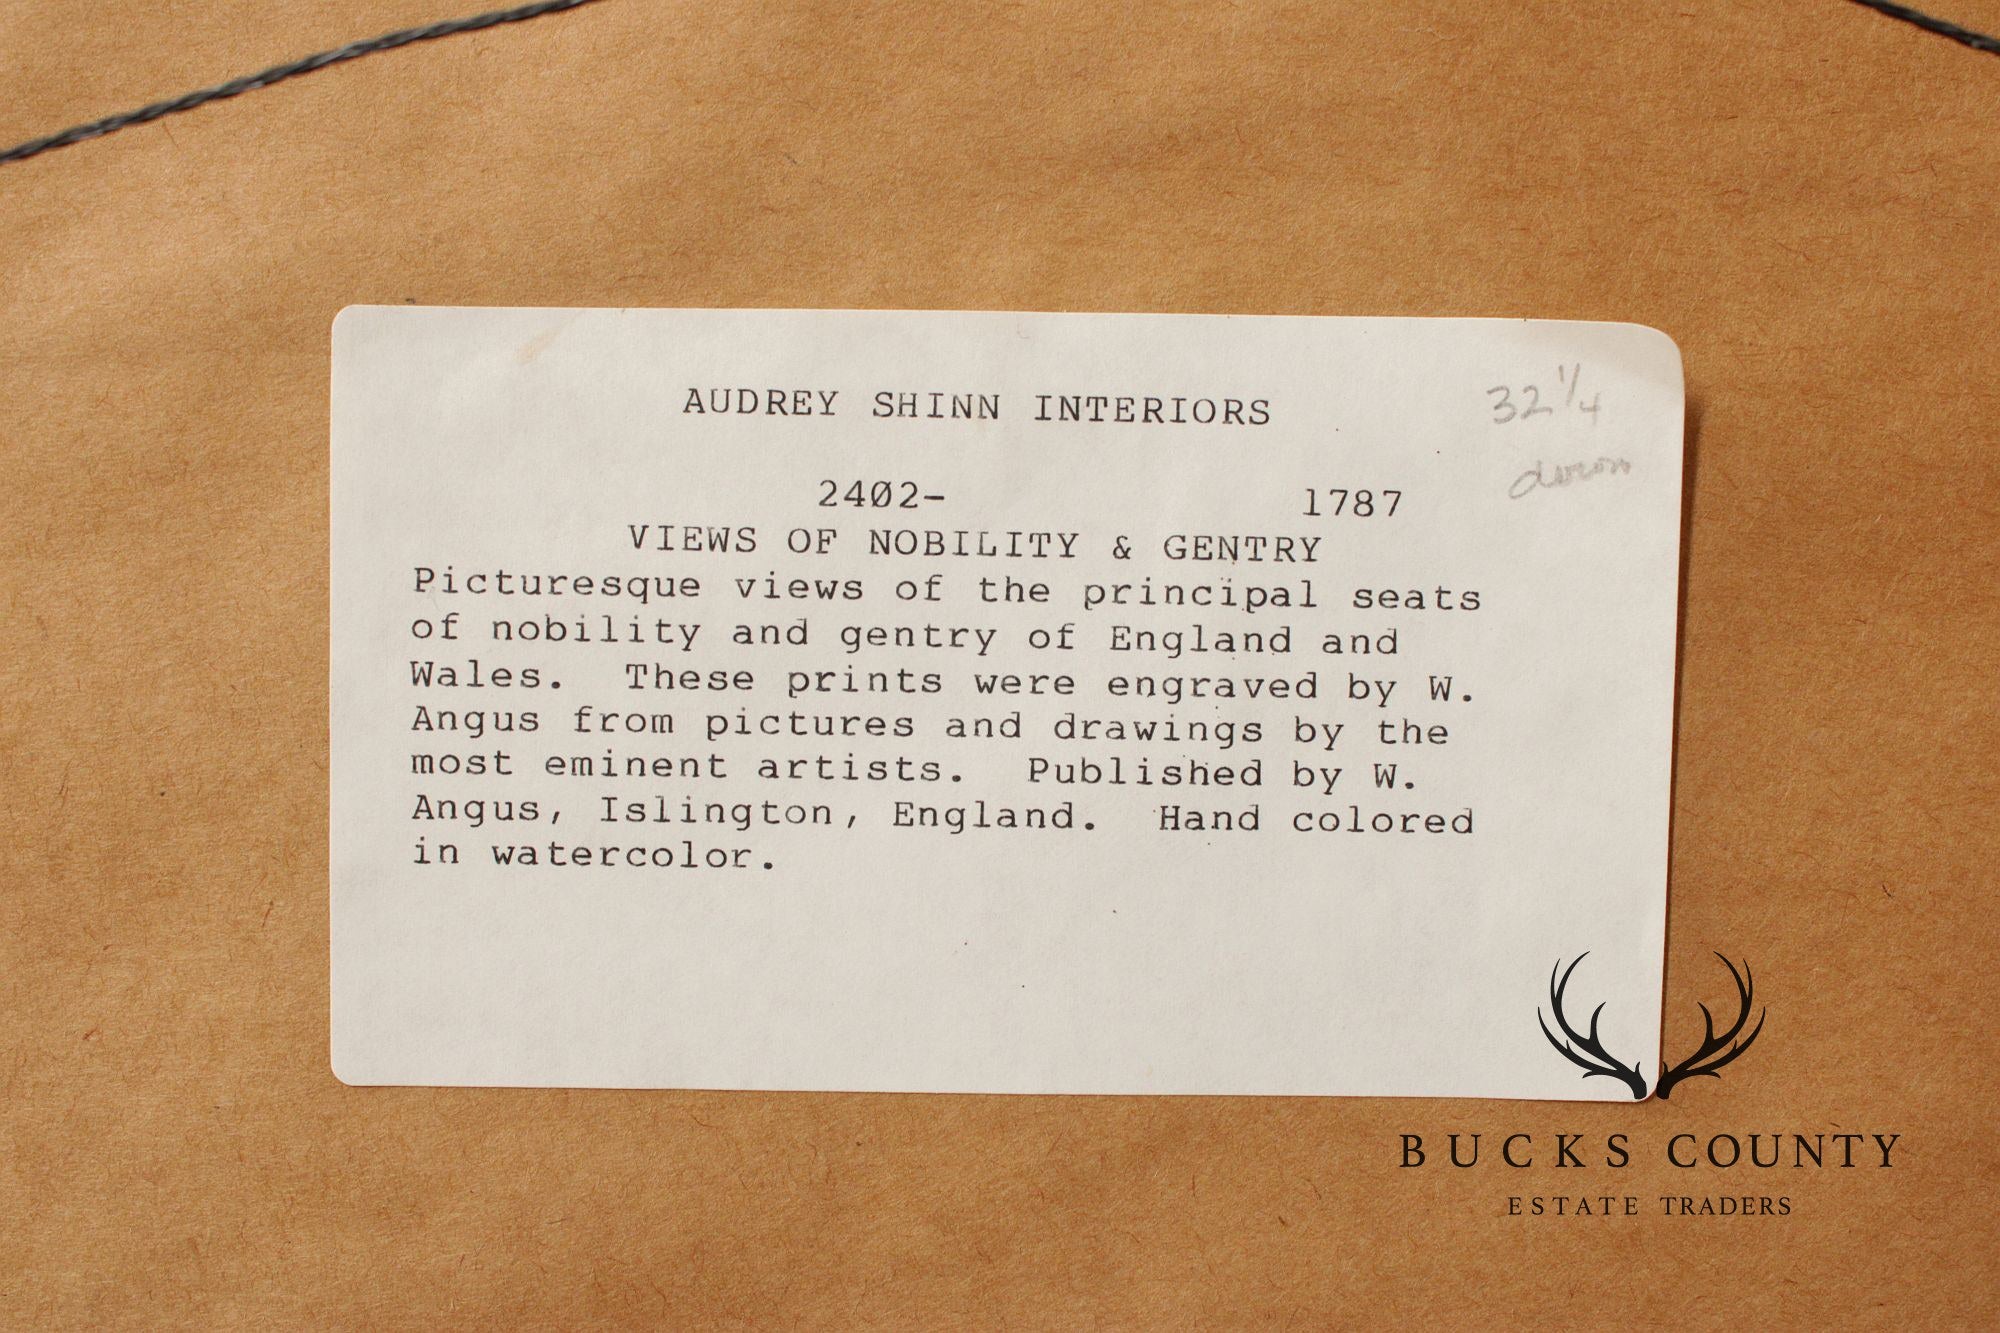 AUDREY SHINN INTERIORS
32 1/4
down
2402- 1787
VIEWS OF NOBILITY & GENTRY
Picturesque views of the principal seats
of nobility and gentry of England and
Wales. These prints were engraved by W.
Angus from pictures and drawings by the
most eminent artists. Published by W.
Angus, Islington, England. Hand colored
in watercolor.
BUCKS COUNTY
ESTATE TRADERS